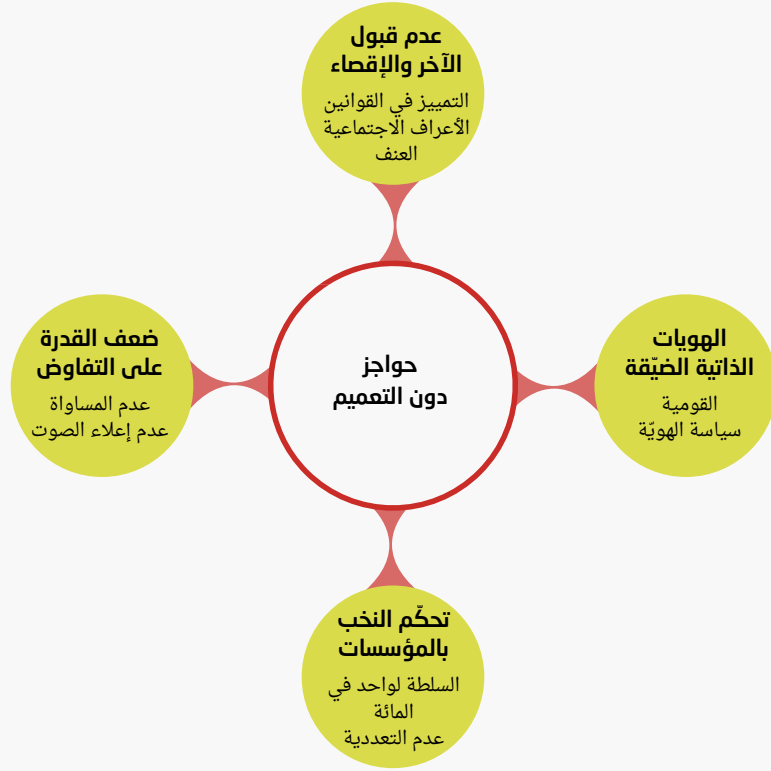 عدم قبول
الآخر والإقصاء
التمييز في القوانين
الأعراف الاجتماعية
العنف
الهويات
الذاتية الضيّقة
القومية
سياسة الهويّة
حواجز
دون التعميم
ضعف القدرة
على التفاوض
عدم المساواة
عدم إعلاء الصوت
تحكّم النخب
بالمؤسسات
السلطة لواحد في
المائة
عدم التعددية